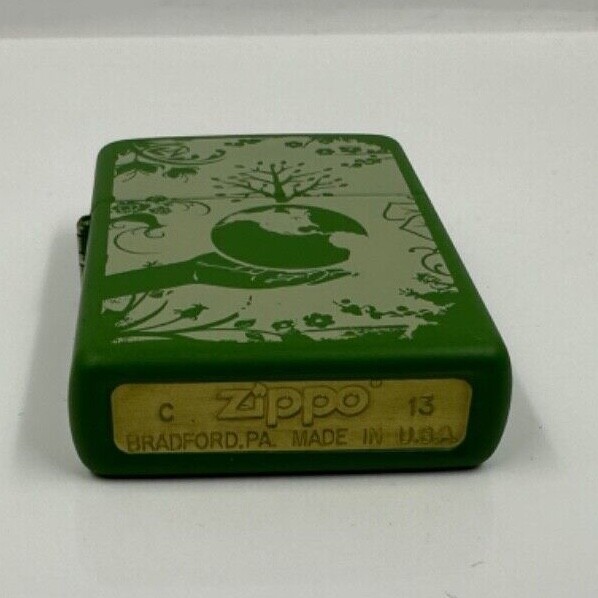 C Zippo® 13
BRADFORD, PA. MADE IN U.S.A.